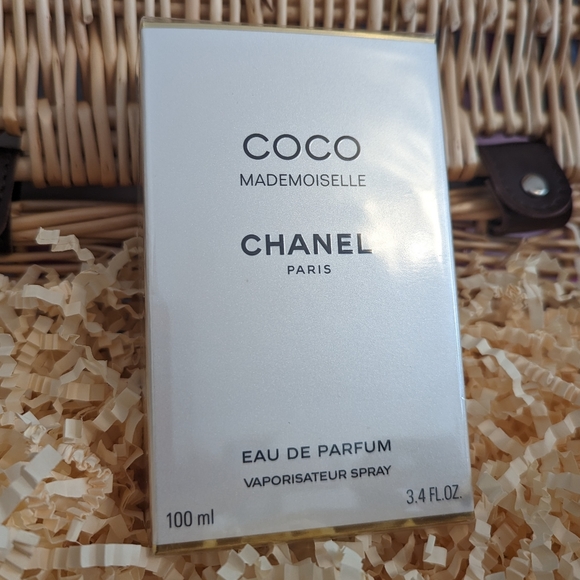 COCO
MADEMOISELLE
CHANEL
PARIS
EAU DE PARFUM
VAPORISATEUR SPRAY
100 ml
3.4 FL.OZ.